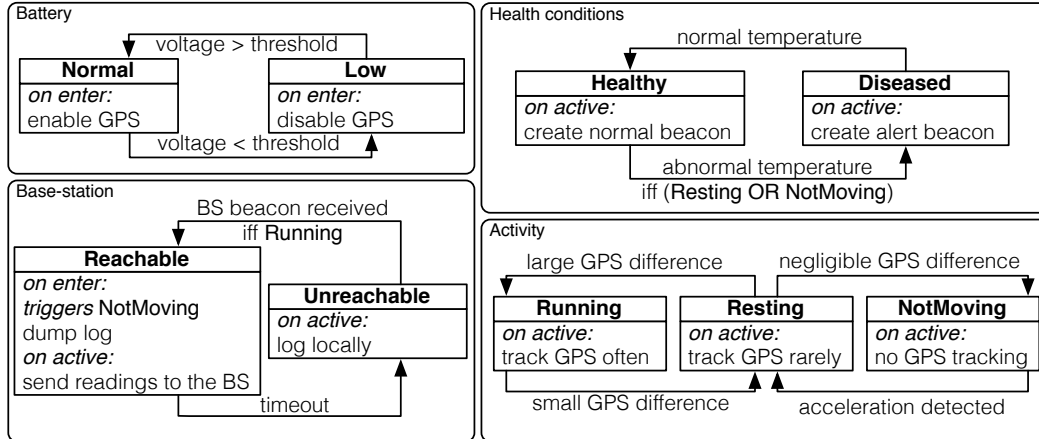 Battery
voltage > threshold
Normal
on enter:
enable GPS
Low
on enter:
disable GPS
voltage < threshold
Base-station
BS beacon received
iff Running
Reachable
on enter:
triggers NotMoving
dump log
on active:
send readings to the BS
Unreachable
on active:
log locally
timeout
Health conditions
normal temperature
Healthy
on active:
create normal beacon
Diseased
on active:
create alert beacon
abnormal temperature
iff (Resting OR NotMoving)
Activity
large GPS difference
negligible GPS difference
Running
on active:
track GPS often
Resting
on active:
track GPS rarely
NotMoving
on active:
no GPS tracking
small GPS difference
acceleration detected